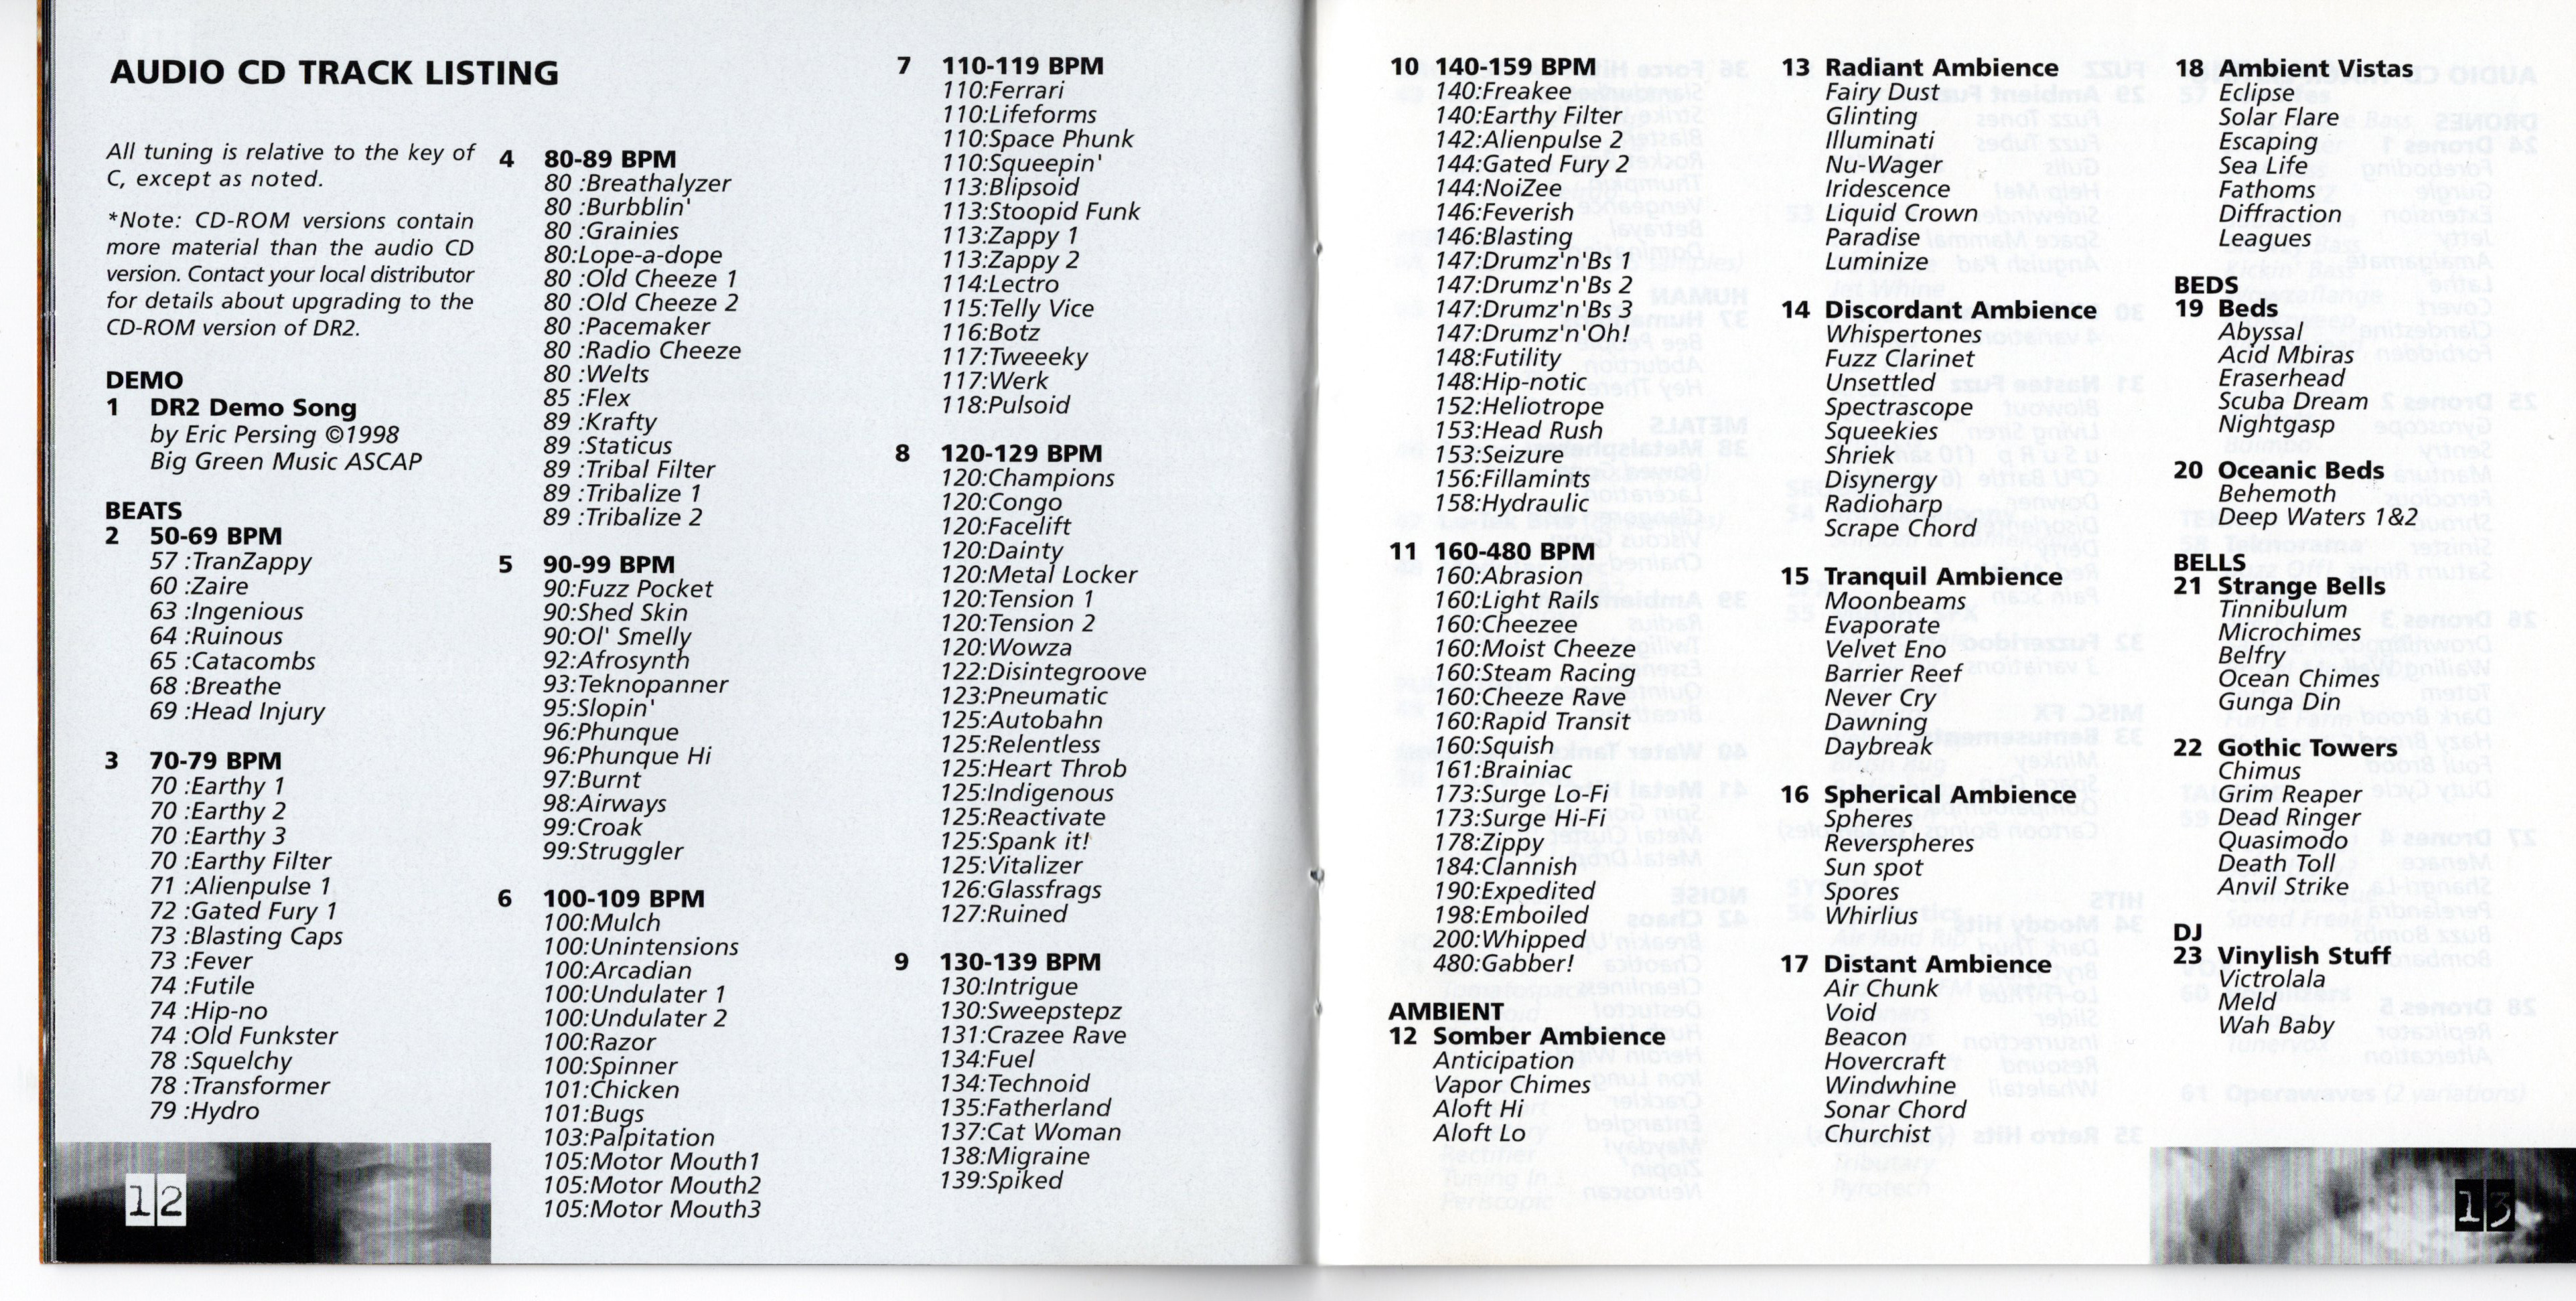 AUDIO CD TRACK LISTING
All tuning is relative to the key of
C, except as noted.
*Note: CD-ROM versions contain
more material than the audio CD
version. Contact your local distributor
for details about upgrading to the
CD-ROM version of DR2.
DEMO
1 DR2 Demo Song
by Eric Persing ©1998
Big Green Music ASCAP
BEATS
2 50-69 BPM
57 :TranZappy
60 :Zaire
63 :Ingenious
64 :Ruinous
65 :Catacombs
68 :Breathe
69 :Head Injury
3 70-79 BPM
70 :Earthy 1
70 :Earthy 2
70 :Earthy 3
70 :Earthy Filter
71 :Alienpulse 1
72 :Gated Fury 1
73 :Blasting Caps
73 :Fever
74 :Futile
74 :Hip-no
74 :Old Funkster
78 :Squelchy
78 :Transformer
79 :Hydro
12
4 80-89 BPM
80 :Breathalyzer
80 :Burbblin'
80 :Grainies
80:Lope-a-dope
80 :Old Cheeze 1
80 :Old Cheeze 2
80 :Pacemaker
80 :Radio Cheeze
80 :Welts
85 :Flex
89 :Krafty
89 :Staticus
89 :Tribal Filter
89 :Tribalize 1
89 :Tribalize 2
5 90-99 BPM
90:Fuzz Pocket
90:Shed Skin
90:Ol' Smelly
92:Afrosynth
93:Teknopanner
95:Slopin'
96:Phunque
96:Phunque Hi
97:Burnt
98:Airways
99:Croak
99:Struggler
6 100-109 BPM
100:Mulch
100:Unintensions
100:Arcadian
100:Undulater 1
100:Undulater 2
100:Razor
100:Spinner
101:Chicken
101:Bugs
103:Palpitation
105:Motor Mouth1
105:Motor Mouth2
105:Motor Mouth3
7 110-119 BPM
110:Ferrari
110:Lifeforms
110:Space Phunk
110:Squeepin'
113:Blipsoid
113:Stoopid Funk
113:Zappy 1
113:Zappy 2
114:Lectro
115:Telly Vice
116:Botz
117:Tweeeky
117:Werk
118:Pulsoid
8 120-129 BPM
120:Champions
120:Congo
120:Facelift
120:Dainty
120:Metal Locker
120:Tension 1
120:Tension 2
120:Wowza
122:Disintegroove
123:Pneumatic
125:Autobahn
125:Relentless
125:Heart Throb
125:Indigenous
125:Reactivate
125:Spank it!
125:Vitalizer
126:Glassfrags
127:Ruined
9 130-139 BPM
130:Intrigue
130:Sweepstepz
131:Crazee Rave
134:Fuel
134:Technoid
135:Fatherland
137:Cat Woman
138:Migraine
139:Spiked
10 140-159 BPM
140:Freakee
140:Earthy Filter
142:Alienpulse 2
144:Gated Fury 2
144:NoiZee
146:Feverish
146:Blasting
147:Drumz'n'Bs 1
147:Drumz'n'Bs 2
147:Drumz'n'Bs 3
147:Drumz'n'Oh!
148:Futility
148:Hip-notic
152:Heliotrope
153:Head Rush
153:Seizure
156:Fillamints
158:Hydraulic
11 160-480 BPM
160:Abrasion
160:Light Rails
160:Cheezee
160:Moist Cheeze
160:Steam Racing
160:Cheeze Rave
160:Rapid Transit
160:Squish
161:Brainiac
173:Surge Lo-Fi
173:Surge Hi-Fi
178:Zippy
184:Clannish
190:Expedited
198:Emboiled
200:Whipped
480:Gabber!
AMBIENT
12 Somber Ambience
Anticipation
Vapor Chimes
Aloft Hi
Aloft Lo
13 Radiant Ambience
Fairy Dust
Glinting
Illuminati
Nu-Wager
Iridescence
Liquid Crown
Paradise
Luminize
14 Discordant Ambience
Whispertones
Fuzz Clarinet
Unsettled
Spectrascope
Squeekies
Shriek
Disynergy
Radioharp
Scrape Chord
15 Tranquil Ambience
Moonbeams
Evaporate
Velvet Eno
Barrier Reef
Never Cry
Dawning
Daybreak
16 Spherical Ambience
Spheres
Reverspheres
Sun spot
Spores
Whirlius
17 Distant Ambience
Air Chunk
Void
Beacon
Hovercraft
Windwhine
Sonar Chord
Churchist
18 Ambient Vistas
Eclipse
Solar Flare
Escaping
Sea Life
Fathoms
Diffraction
Leagues
BEDS
19 Beds
Abyssal
Acid Mbiras
Eraserhead
Scuba Dream
Nightgasp
20 Oceanic Beds
Behemoth
Deep Waters 1&2
BELLS
21 Strange Bells
Tinnibulum
Microchimes
Belfry
Ocean Chimes
Gunga Din
22 Gothic Towers
Chimus
Grim Reaper
Dead Ringer
Quasimodo
Death Toll
Anvil Strike
DJ
23 Vinylish Stuff
Victrolala
Meld
Wah Baby
13